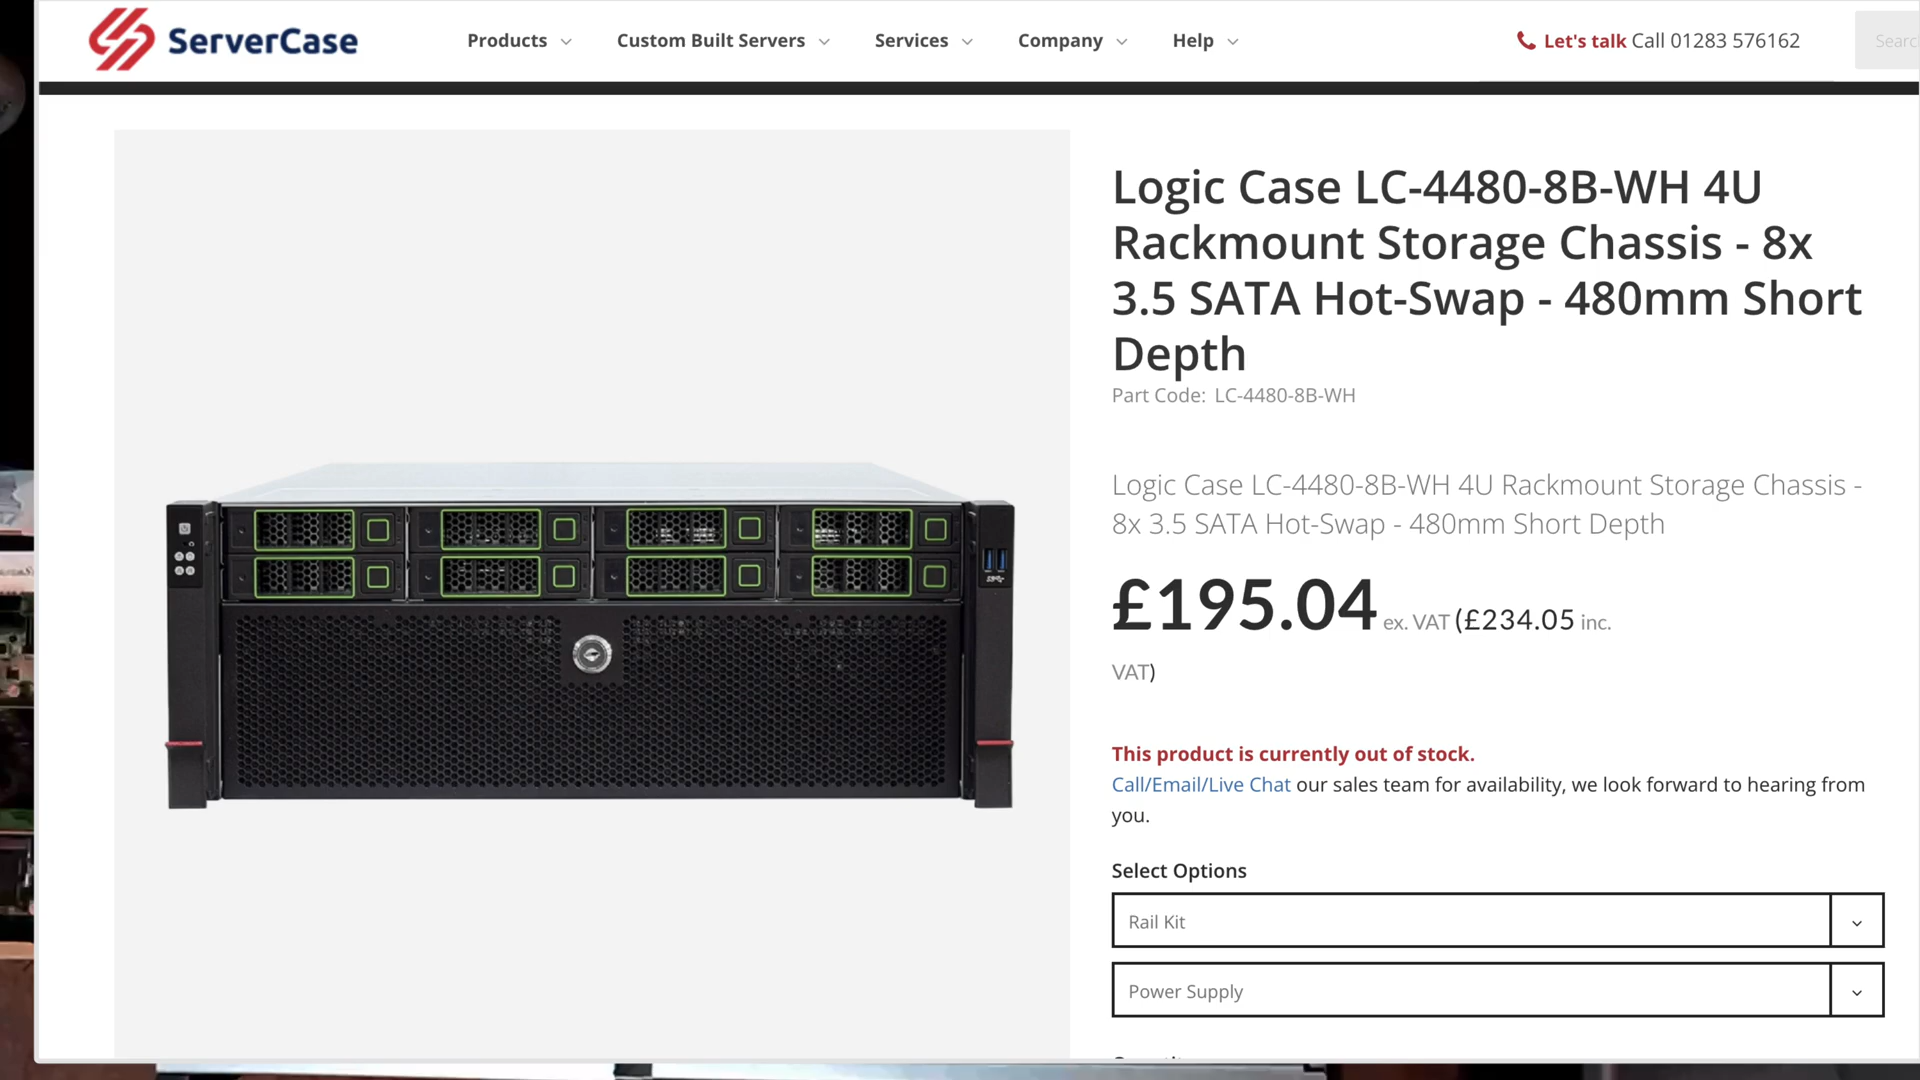 ServerCase
Products
Custom Built Servers
Services
Company
Help
Let's talk Call 01283 576162
Logic Case LC-4480-8B-WH 4U
Rackmount Storage Chassis - 8x
3.5 SATA Hot-Swap - 480mm Short
Depth
Part Code: LC-4480-8B-WH
Logic Case LC-4480-8B-WH 4U Rackmount Storage Chassis -
8x 3.5 SATA Hot-Swap - 480mm Short Depth
£195.04 ex. VAT (£234.05 inc.
VAT)
This product is currently out of stock.
Call/Email/Live Chat our sales team for availability, we look forward to hearing from
you.
Select Options
Rail Kit
Power Supply